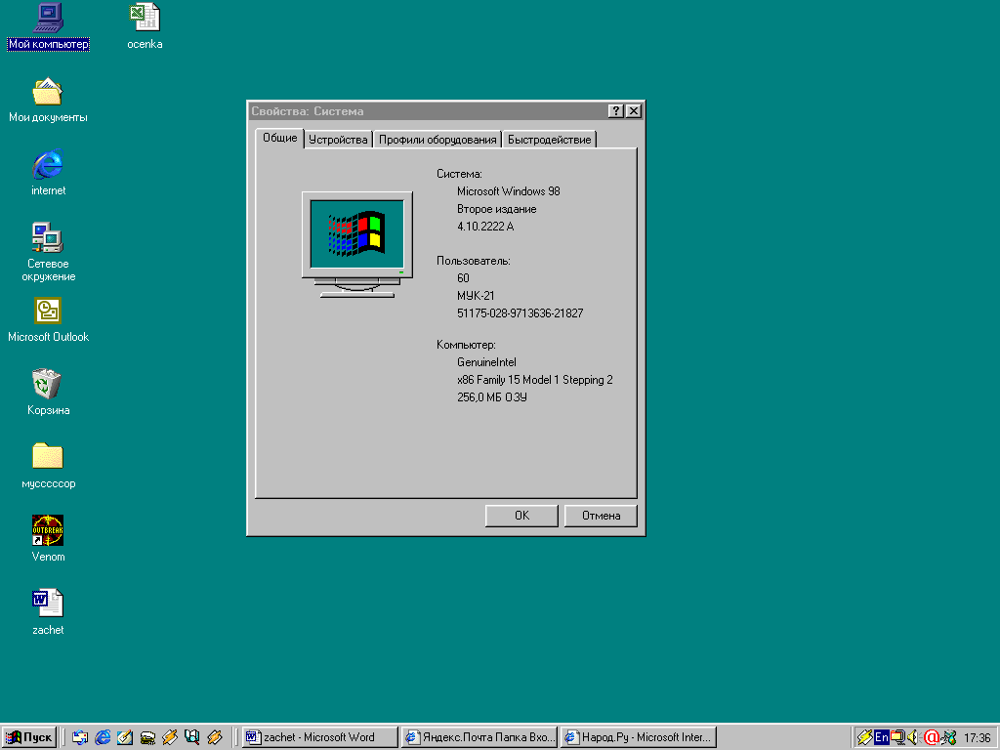 Мой компьютер
ocenka
Мои документы
internet
Сетевое
окружение
Microsoft Outlook
Корзина
муссссор
OUTBREAK
Venom
zachet
Свойства: Система
Общие Устройства Профили оборудования Быстродействие
Система:
Microsoft Windows 98
Второе издание
4.10.2222 A
Пользователь:
60
МУК-21
51175-028-9713636-21827
Компьютер:
GenuineIntel
x86 Family 15 Model 1 Stepping 2
256,0 МБ ОЗУ
OK Отмена
Пуск zachet - Microsoft Word Яндекс.Почта Папка Вхо... Народ.Ру - Microsoft Inter... En 17:36